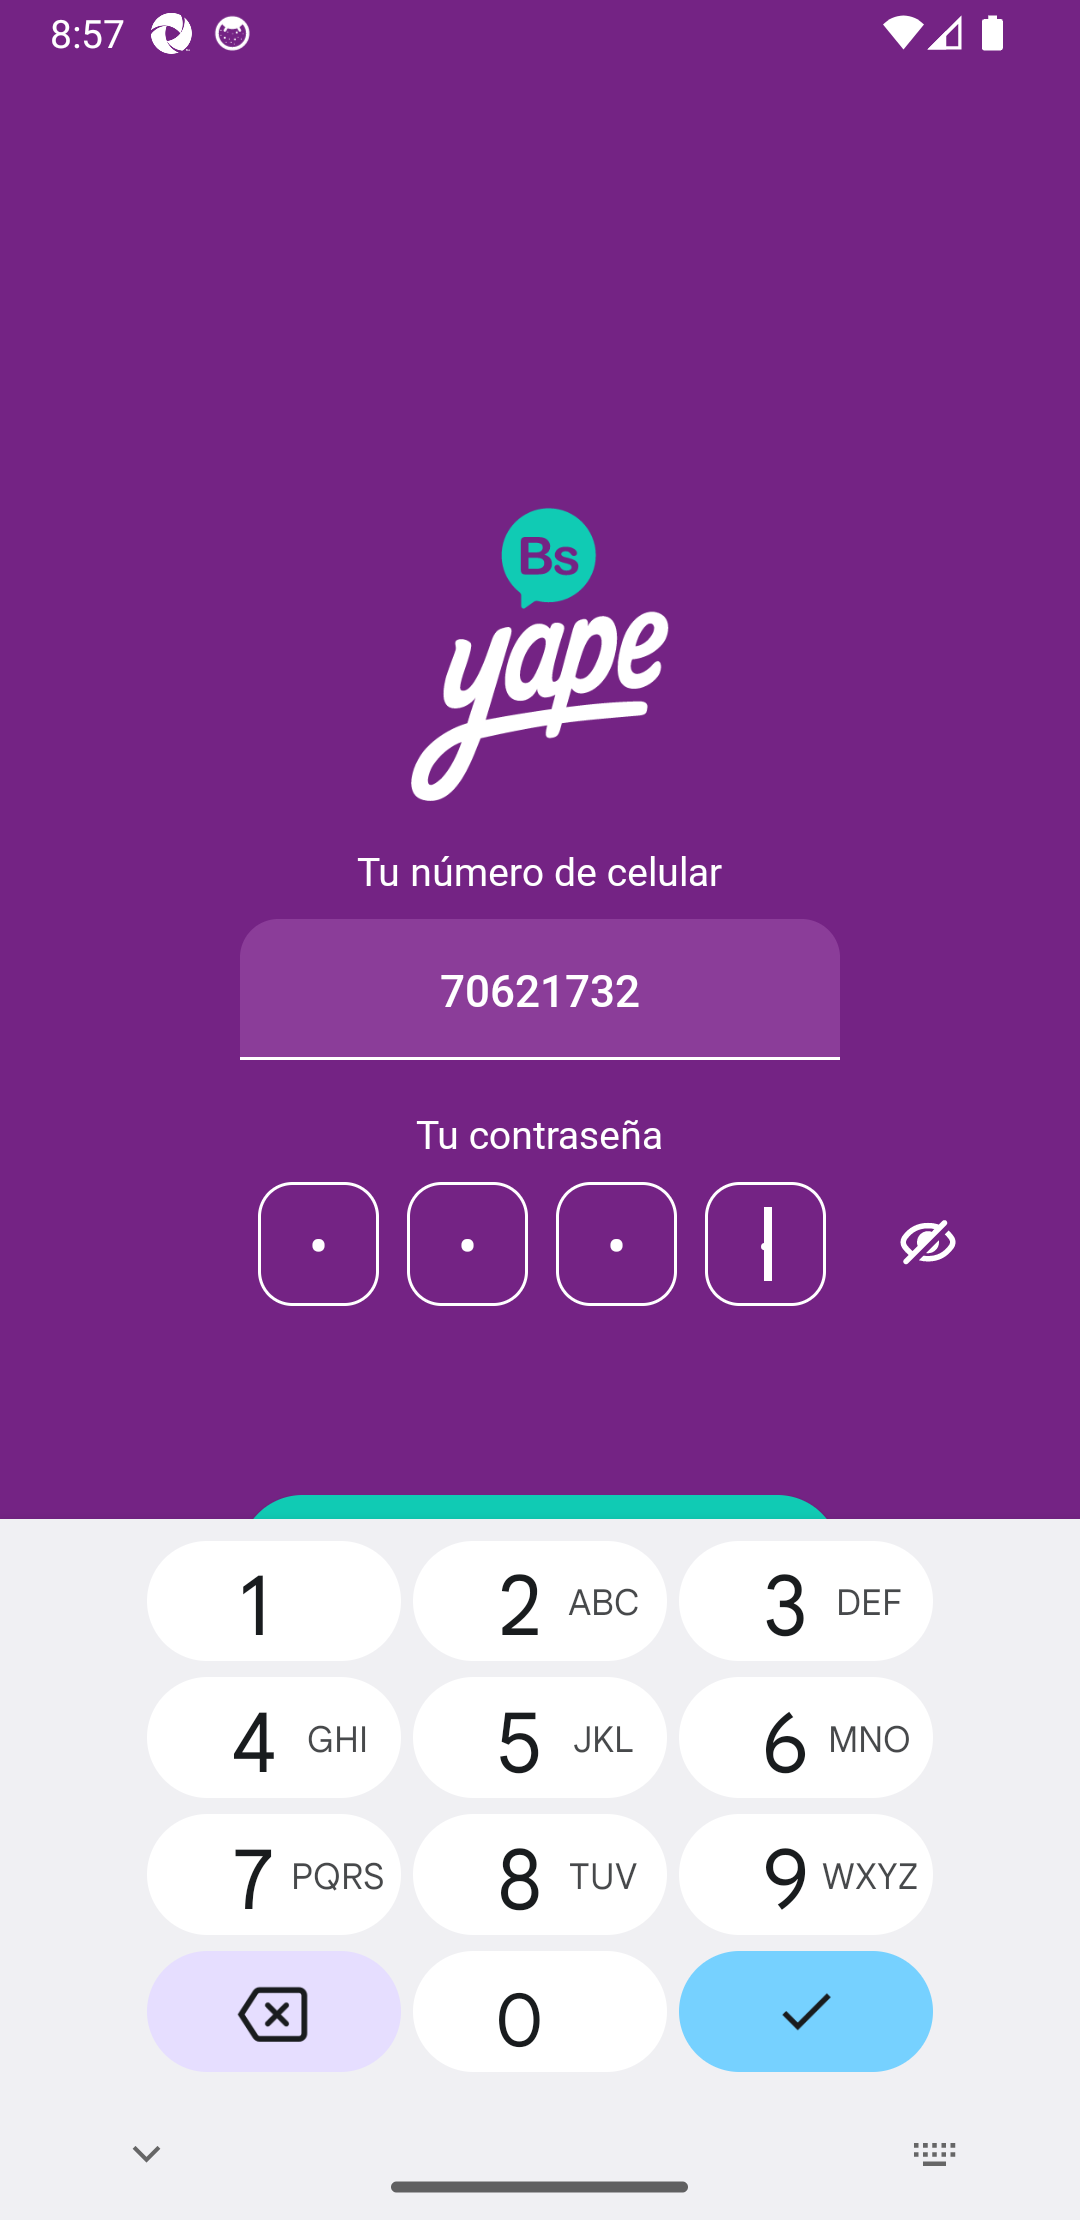 8:57
Bs
yape
Tu número de celular
70621732
Tu contraseña
1
2 ABC
3 DEF
4 GHI
5 JKL
6 MNO
7 PQRS
8 TUV
9 WXYZ
0